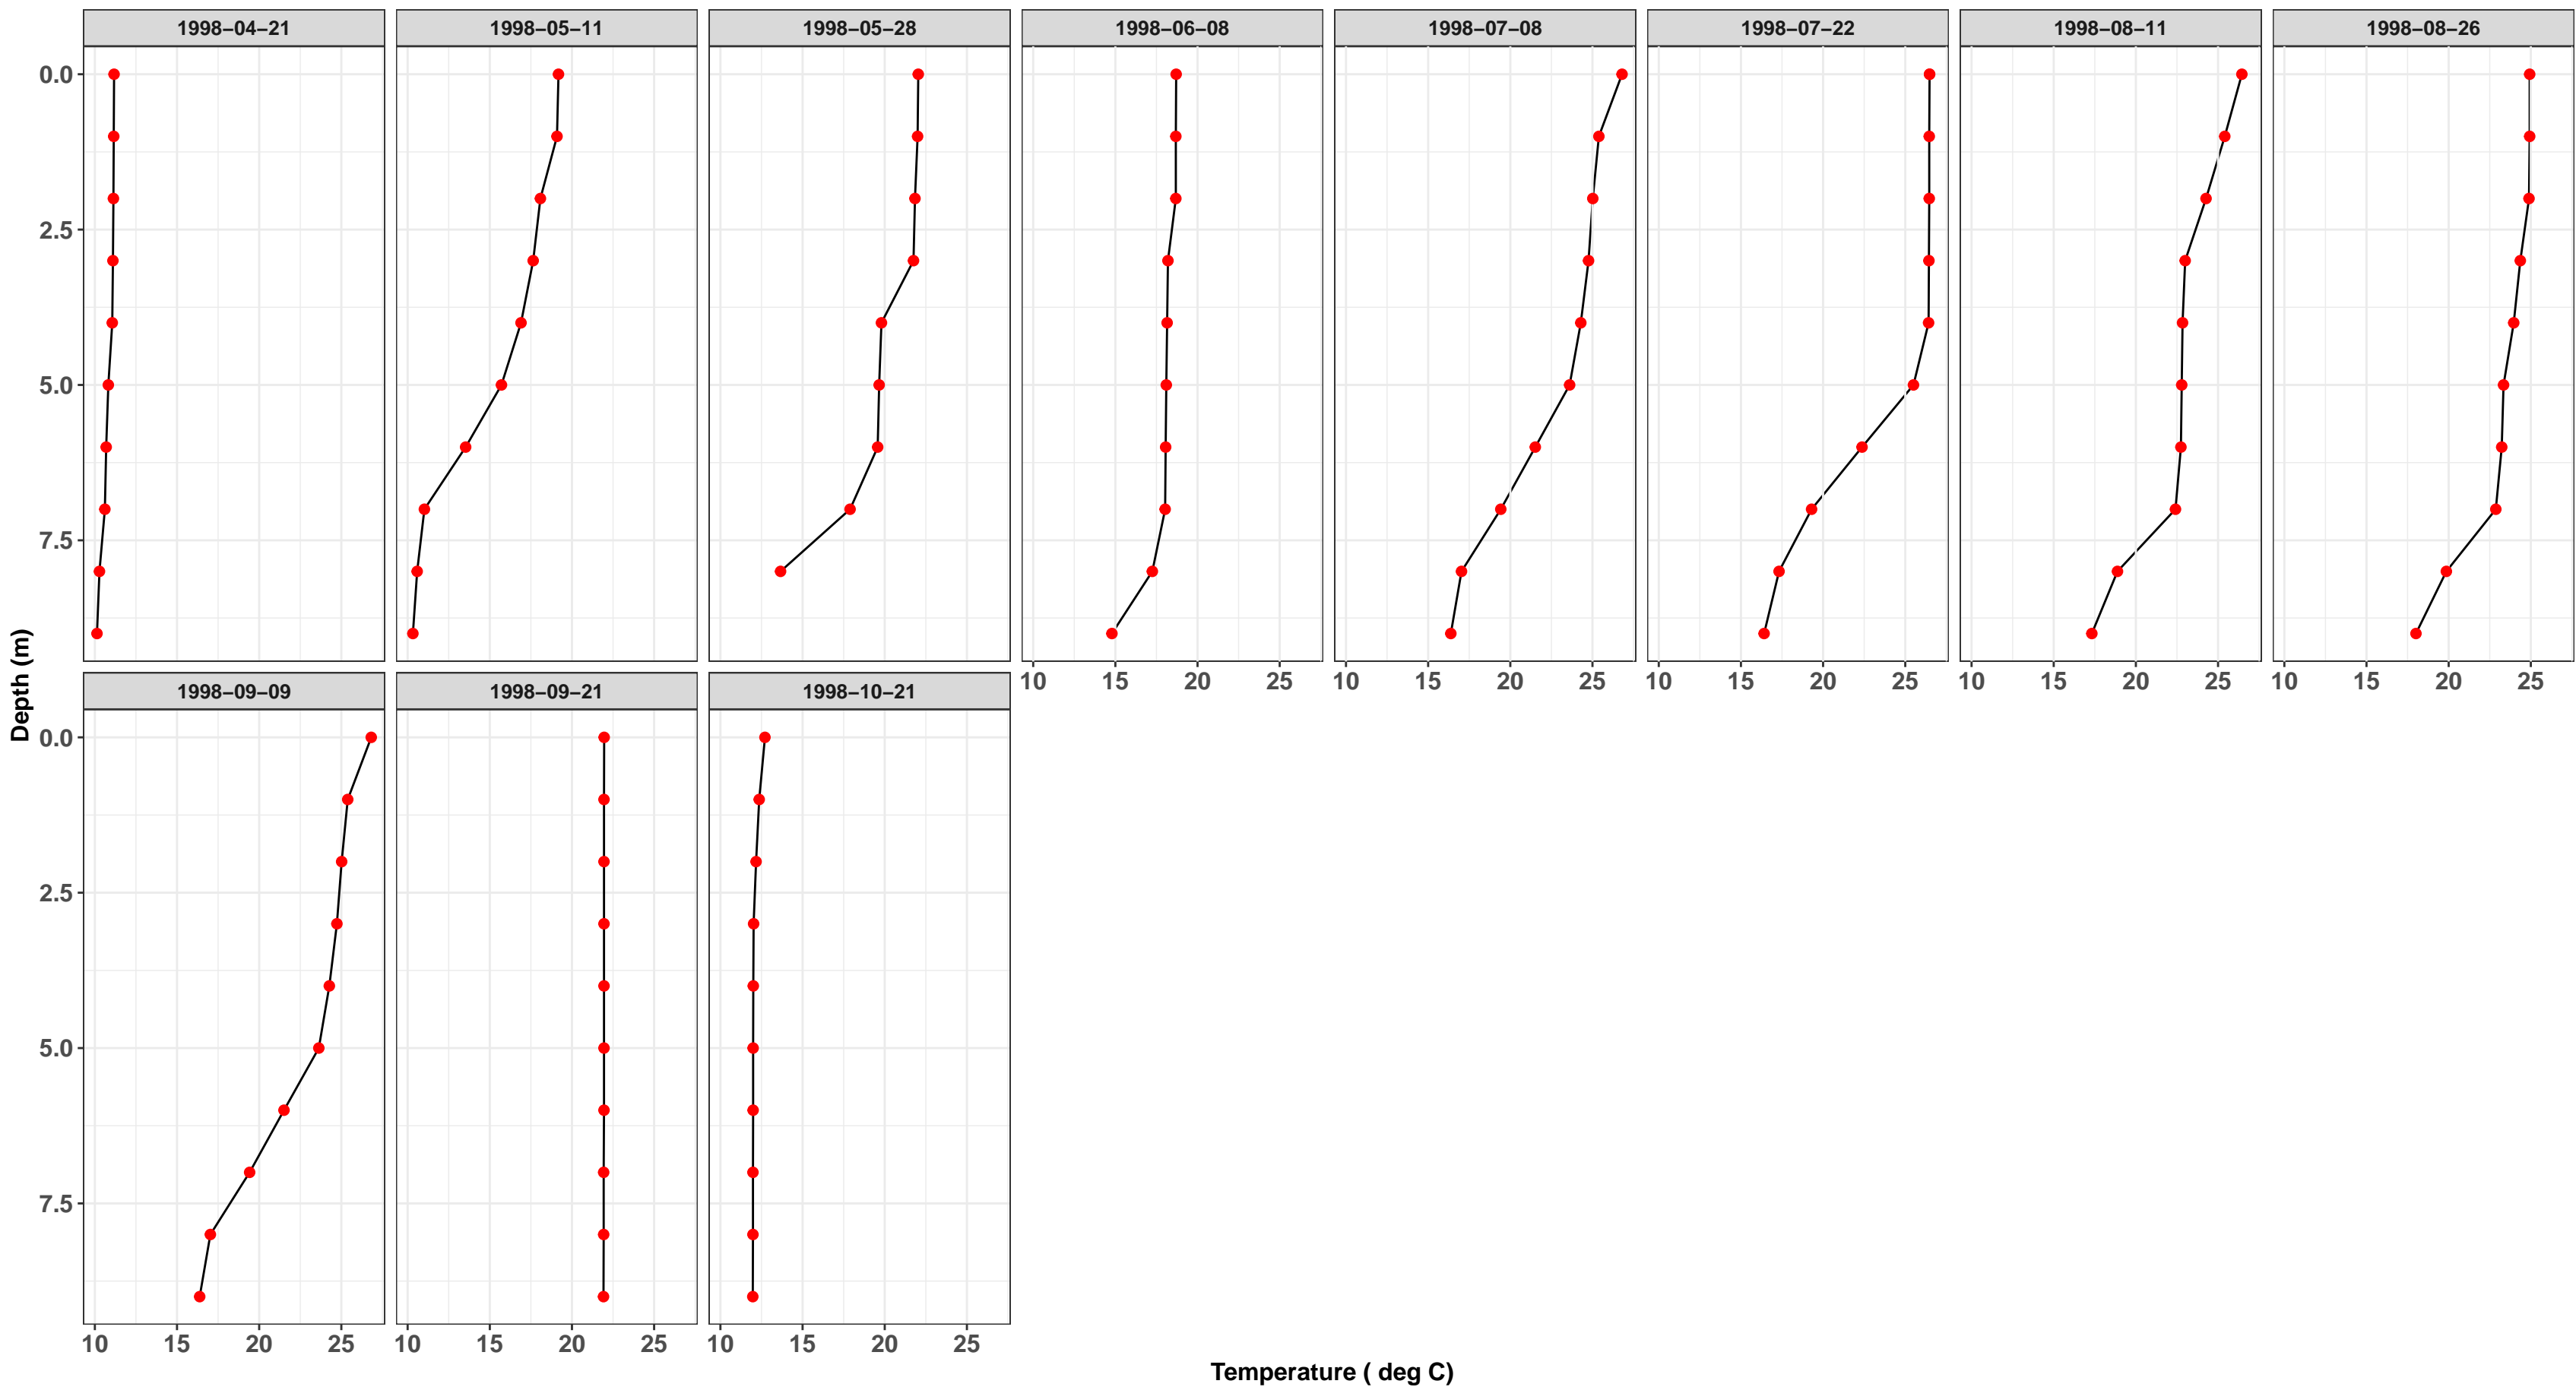 1998–04–21 1998–05–11 1998–05–28 1998–06–08 1998–07–08 1998–07–22 1998–08–11 1998–08–26
0.0
2.5
5.0
7.5
10 15 20 25 10 15 20 25 10 15 20 25 10 15 20 25 10 15 20 25
1998–09–09 1998–09–21 1998–10–21
Depth (m)
0.0
2.5
5.0
7.5
10 15 20 25 10 15 20 25 10 15 20 25
Temperature ( deg C)